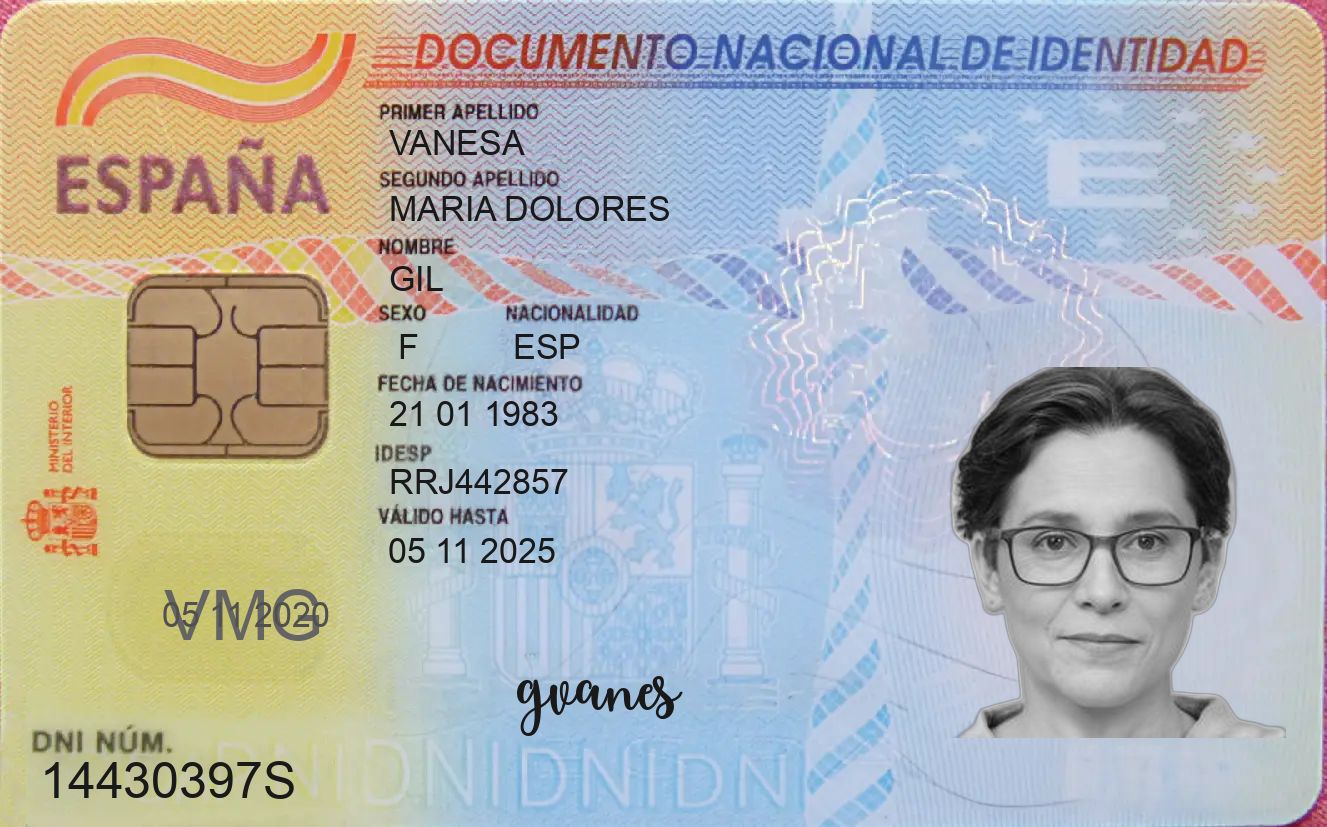 DOCUMENTO NACIONAL DE IDENTIDAD
ESPAÑA
PRIMER APELLIDO
VANESA
SEGUNDO APELLIDO
MARIA DOLORES
NOMBRE
GIL
SEXO NACIONALIDAD
F ESP
FECHA DE NACIMIENTO
21 01 1983
IDESP
RRJ442857
VÁLIDO HASTA
05 11 2025
MINISTERIO
DEL INTERIOR
E
05 11 2020
VMG
gvanes
DNI NÚM.
14430397S
DNIDNIDNIDNI